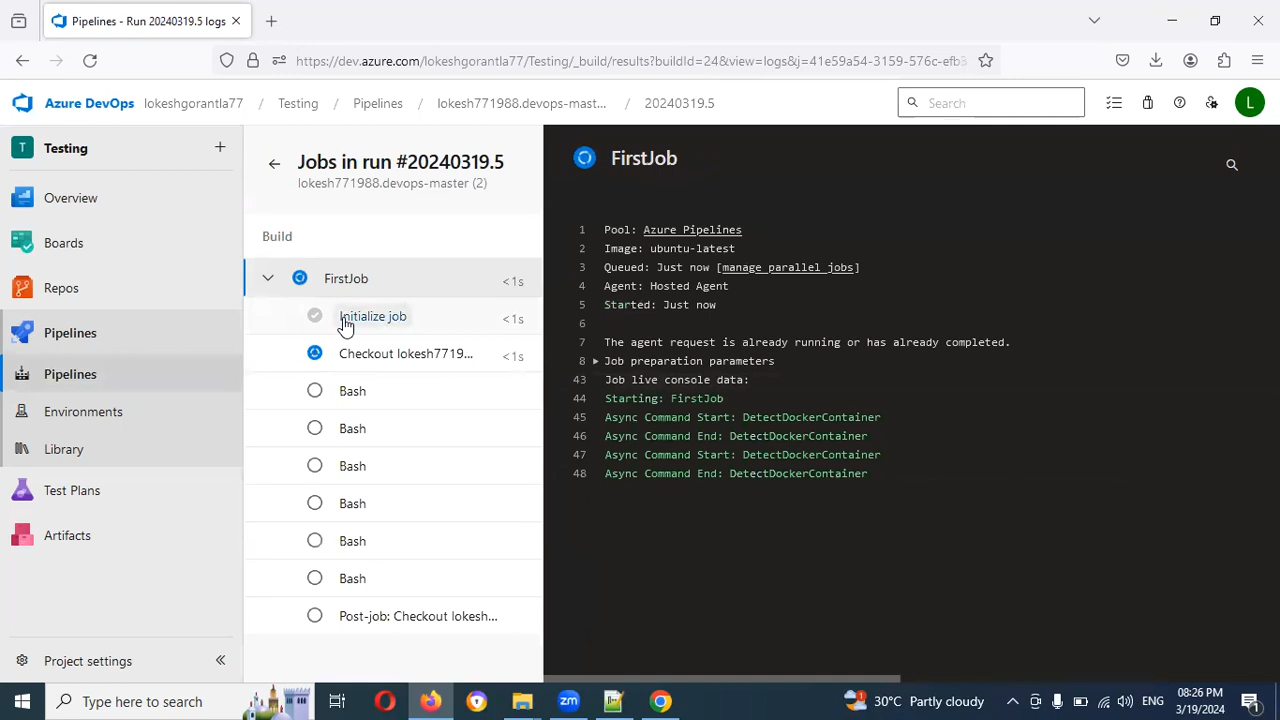 Pipelines - Run 20240319.5 logs
https://dev.azure.com/lokeshgorantla77/Testing/_build/results?buildId=24&view=logs&j=41e59a54-3159-576c-efb
Azure DevOps
lokeshgorantla77 / Testing / Pipelines / lokesh771988.devops-mast... / 20240319.5
Search
L
T
Testing
Overview
Boards
Repos
Pipelines
Pipelines
Environments
Library
Test Plans
Artifacts
Project settings
Jobs in run #20240319.5
lokesh771988.devops-master (2)
Build
FirstJob <1s
Initialize job <1s
Checkout lokesh7719... <1s
Bash
Bash
Bash
Bash
Bash
Bash
Post-job: Checkout lokesh...
FirstJob
1 Pool: Azure Pipelines
2 Image: ubuntu-latest
3 Queued: Just now [manage parallel jobs]
4 Agent: Hosted Agent
5 Started: Just now
6
7 The agent request is already running or has already completed.
8 Job preparation parameters
43 Job live console data:
44 Starting: FirstJob
45 Async Command Start: DetectDockerContainer
46 Async Command End: DetectDockerContainer
47 Async Command Start: DetectDockerContainer
48 Async Command End: DetectDockerContainer
Type here to search
1
30°C Partly cloudy
ENG
08:26 PM
3/19/2024
1